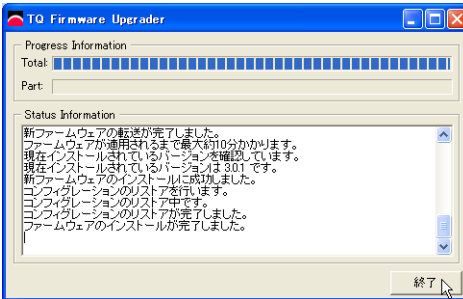 TQ Firmware Upgrader
Progress Information
Total:
Part:
Status Information
新ファームウェアの転送が完了しました。
ファームウェアが適用されるまで最大約10分かかります。
現在インストールされているバージョンを確認しています。
現在インストールされているバージョンは 3.0.1 です。
新ファームウェアのインストールに成功しました。
コンフィグレーションのリストアを行います。
コンフィグレーションのリストア中です。
コンフィグレーションのリストアが完了しました。
ファームウェアのインストールが完了しました。
終了